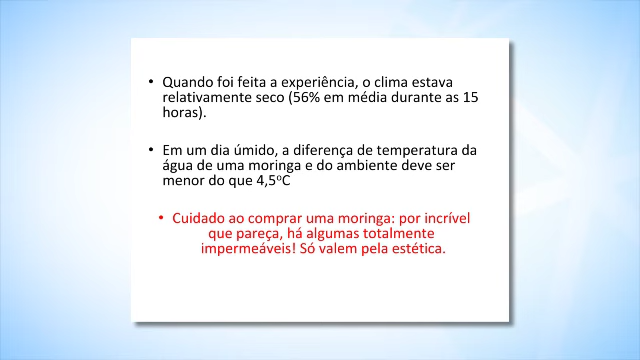 • Quando foi feita a experiência, o clima estava
relativamente seco (56% em média durante as 15
horas).
• Em um dia úmido, a diferença de temperatura da
água de uma moringa e do ambiente deve ser
menor do que 4,5ºC
• Cuidado ao comprar uma moringa: por incrível
que pareça, há algumas totalmente
impermeáveis! Só valem pela estética.